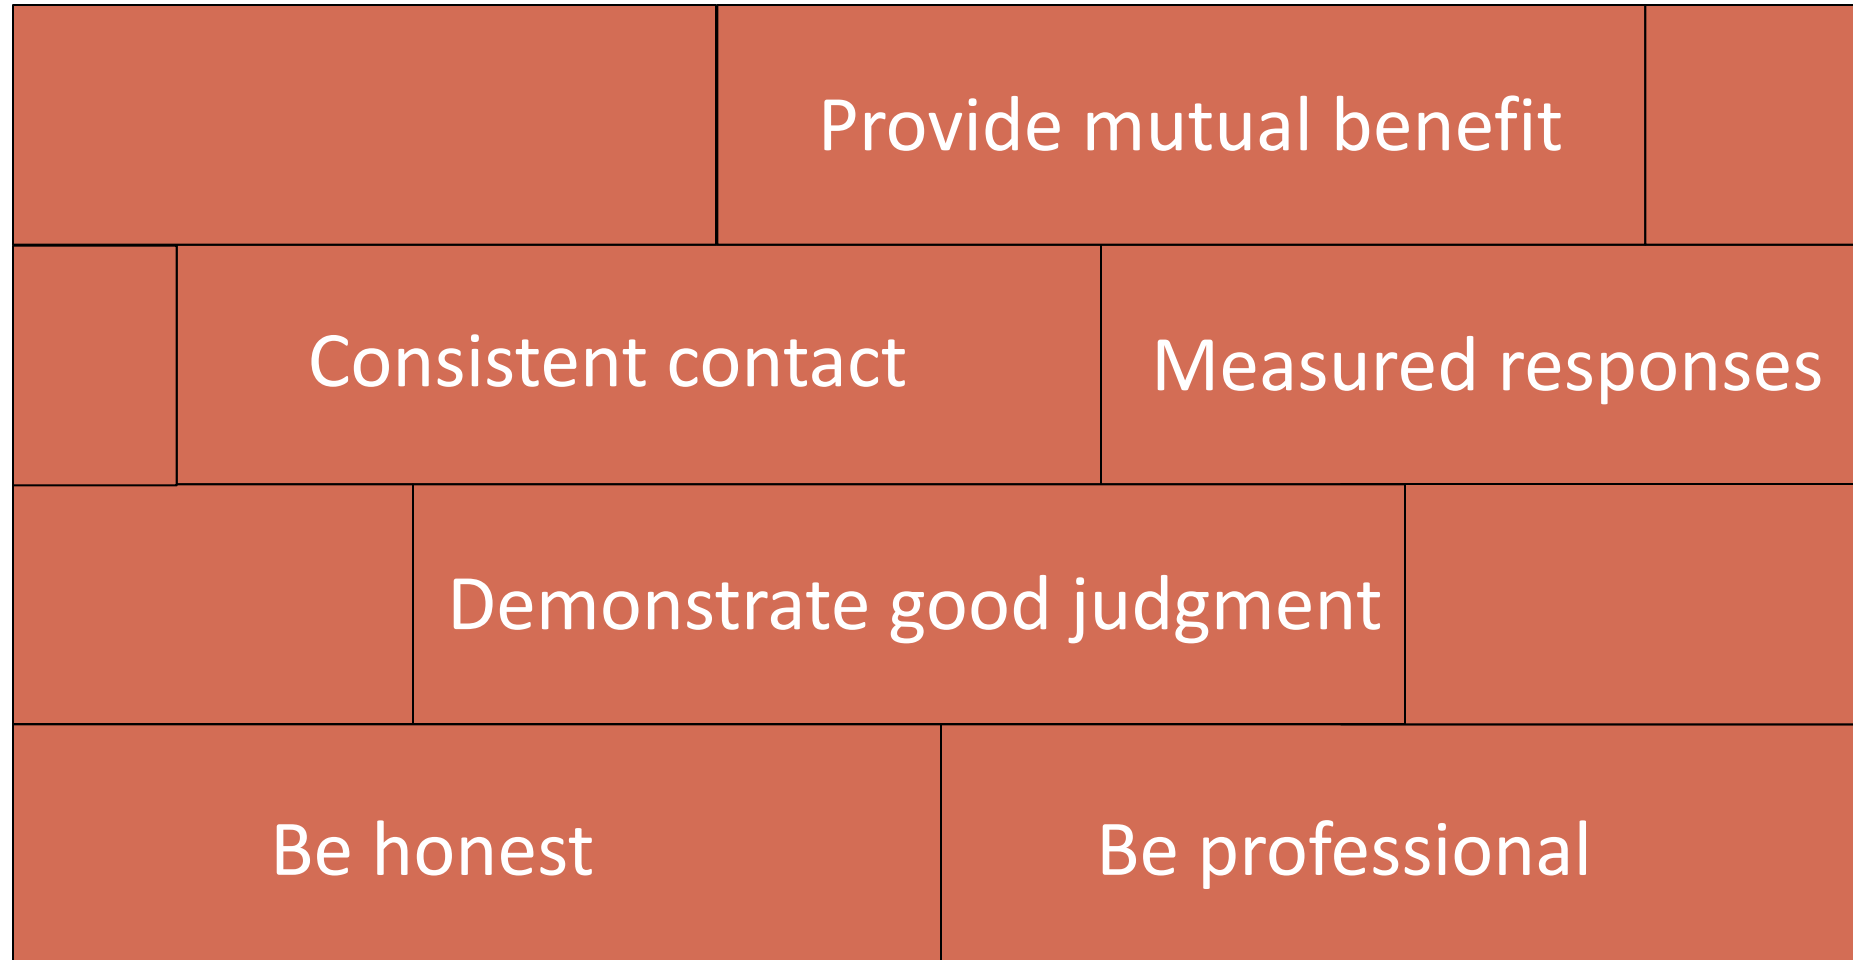 Provide mutual benefit
Consistent contact
Measured responses
Demonstrate good judgment
Be honest
Be professional